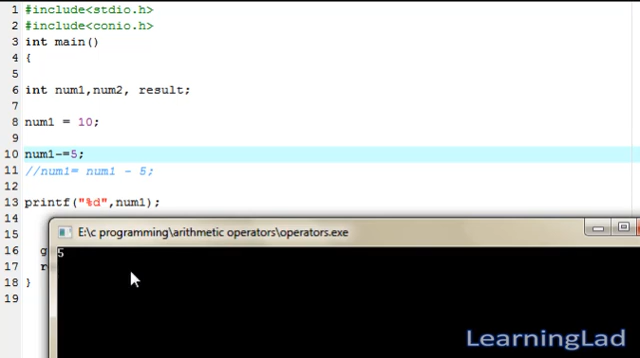 1 #include<stdio.h>
2 #include<conio.h>
3 int main()
4 {
5
6 int num1,num2, result;
7
8 num1 = 10;
9
10 num1-=5;
11 //num1= num1 - 5;
12
13 printf("%d",num1);
14
15
16 g
17 r
18 }
19
E:\c programming\arithmetic operators\operators.exe
5
LearningLad